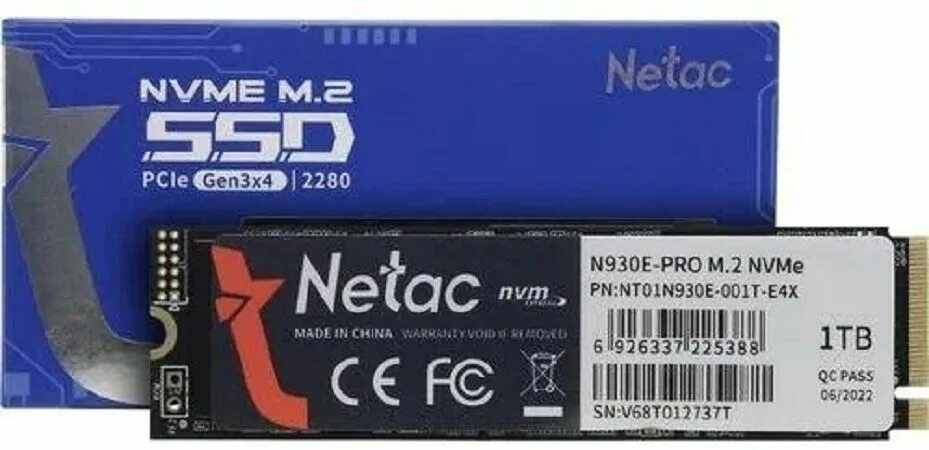 Netac
NVME M.2
SSD
PCIe Gen3x4 | 2280
Netac nvm
EXPRESS
MADE IN CHINA WARRANTY VOID IF REMOVED
CE FC
N930E-PRO M.2 NVMe
PN:NT01N930E-001T-E4X
6 926337 225388
1TB
QC PASS
06/2022
SN:V68T012737T